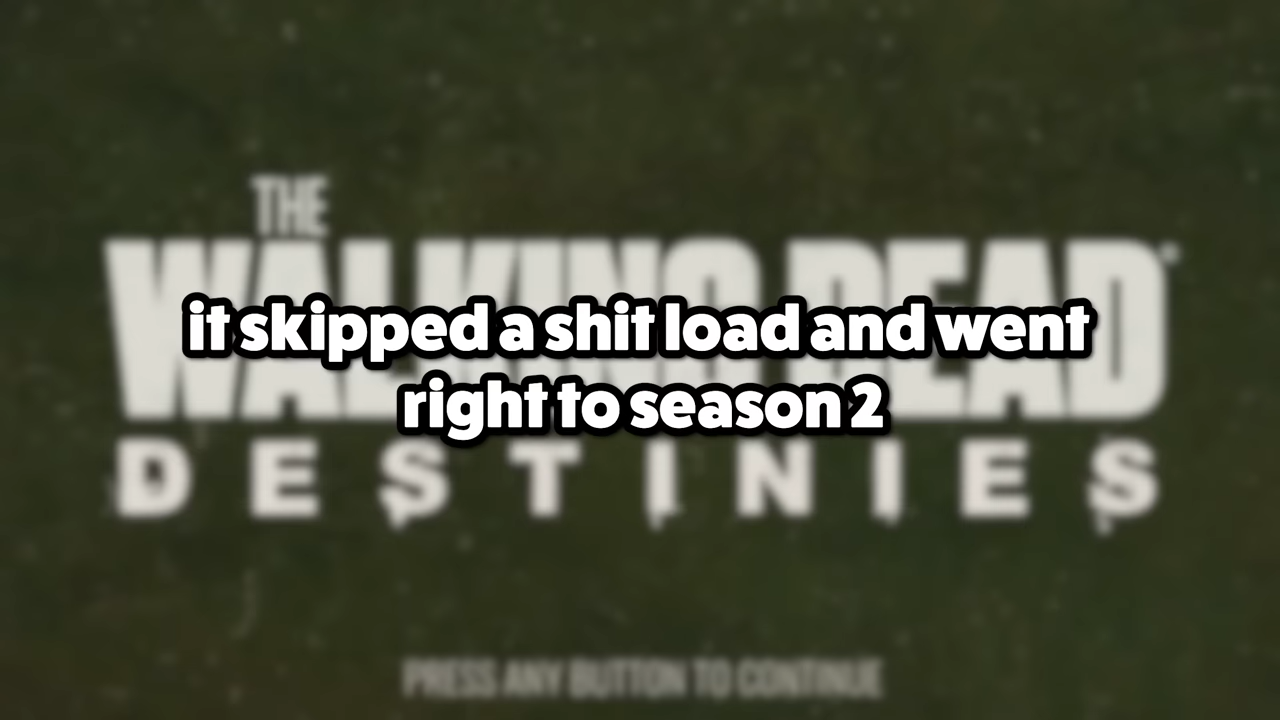 THE
WALKING DEAD
it skipped a shit load and went
right to season 2
DESTINIES
PRESS ANY BUTTON TO CONTINUE